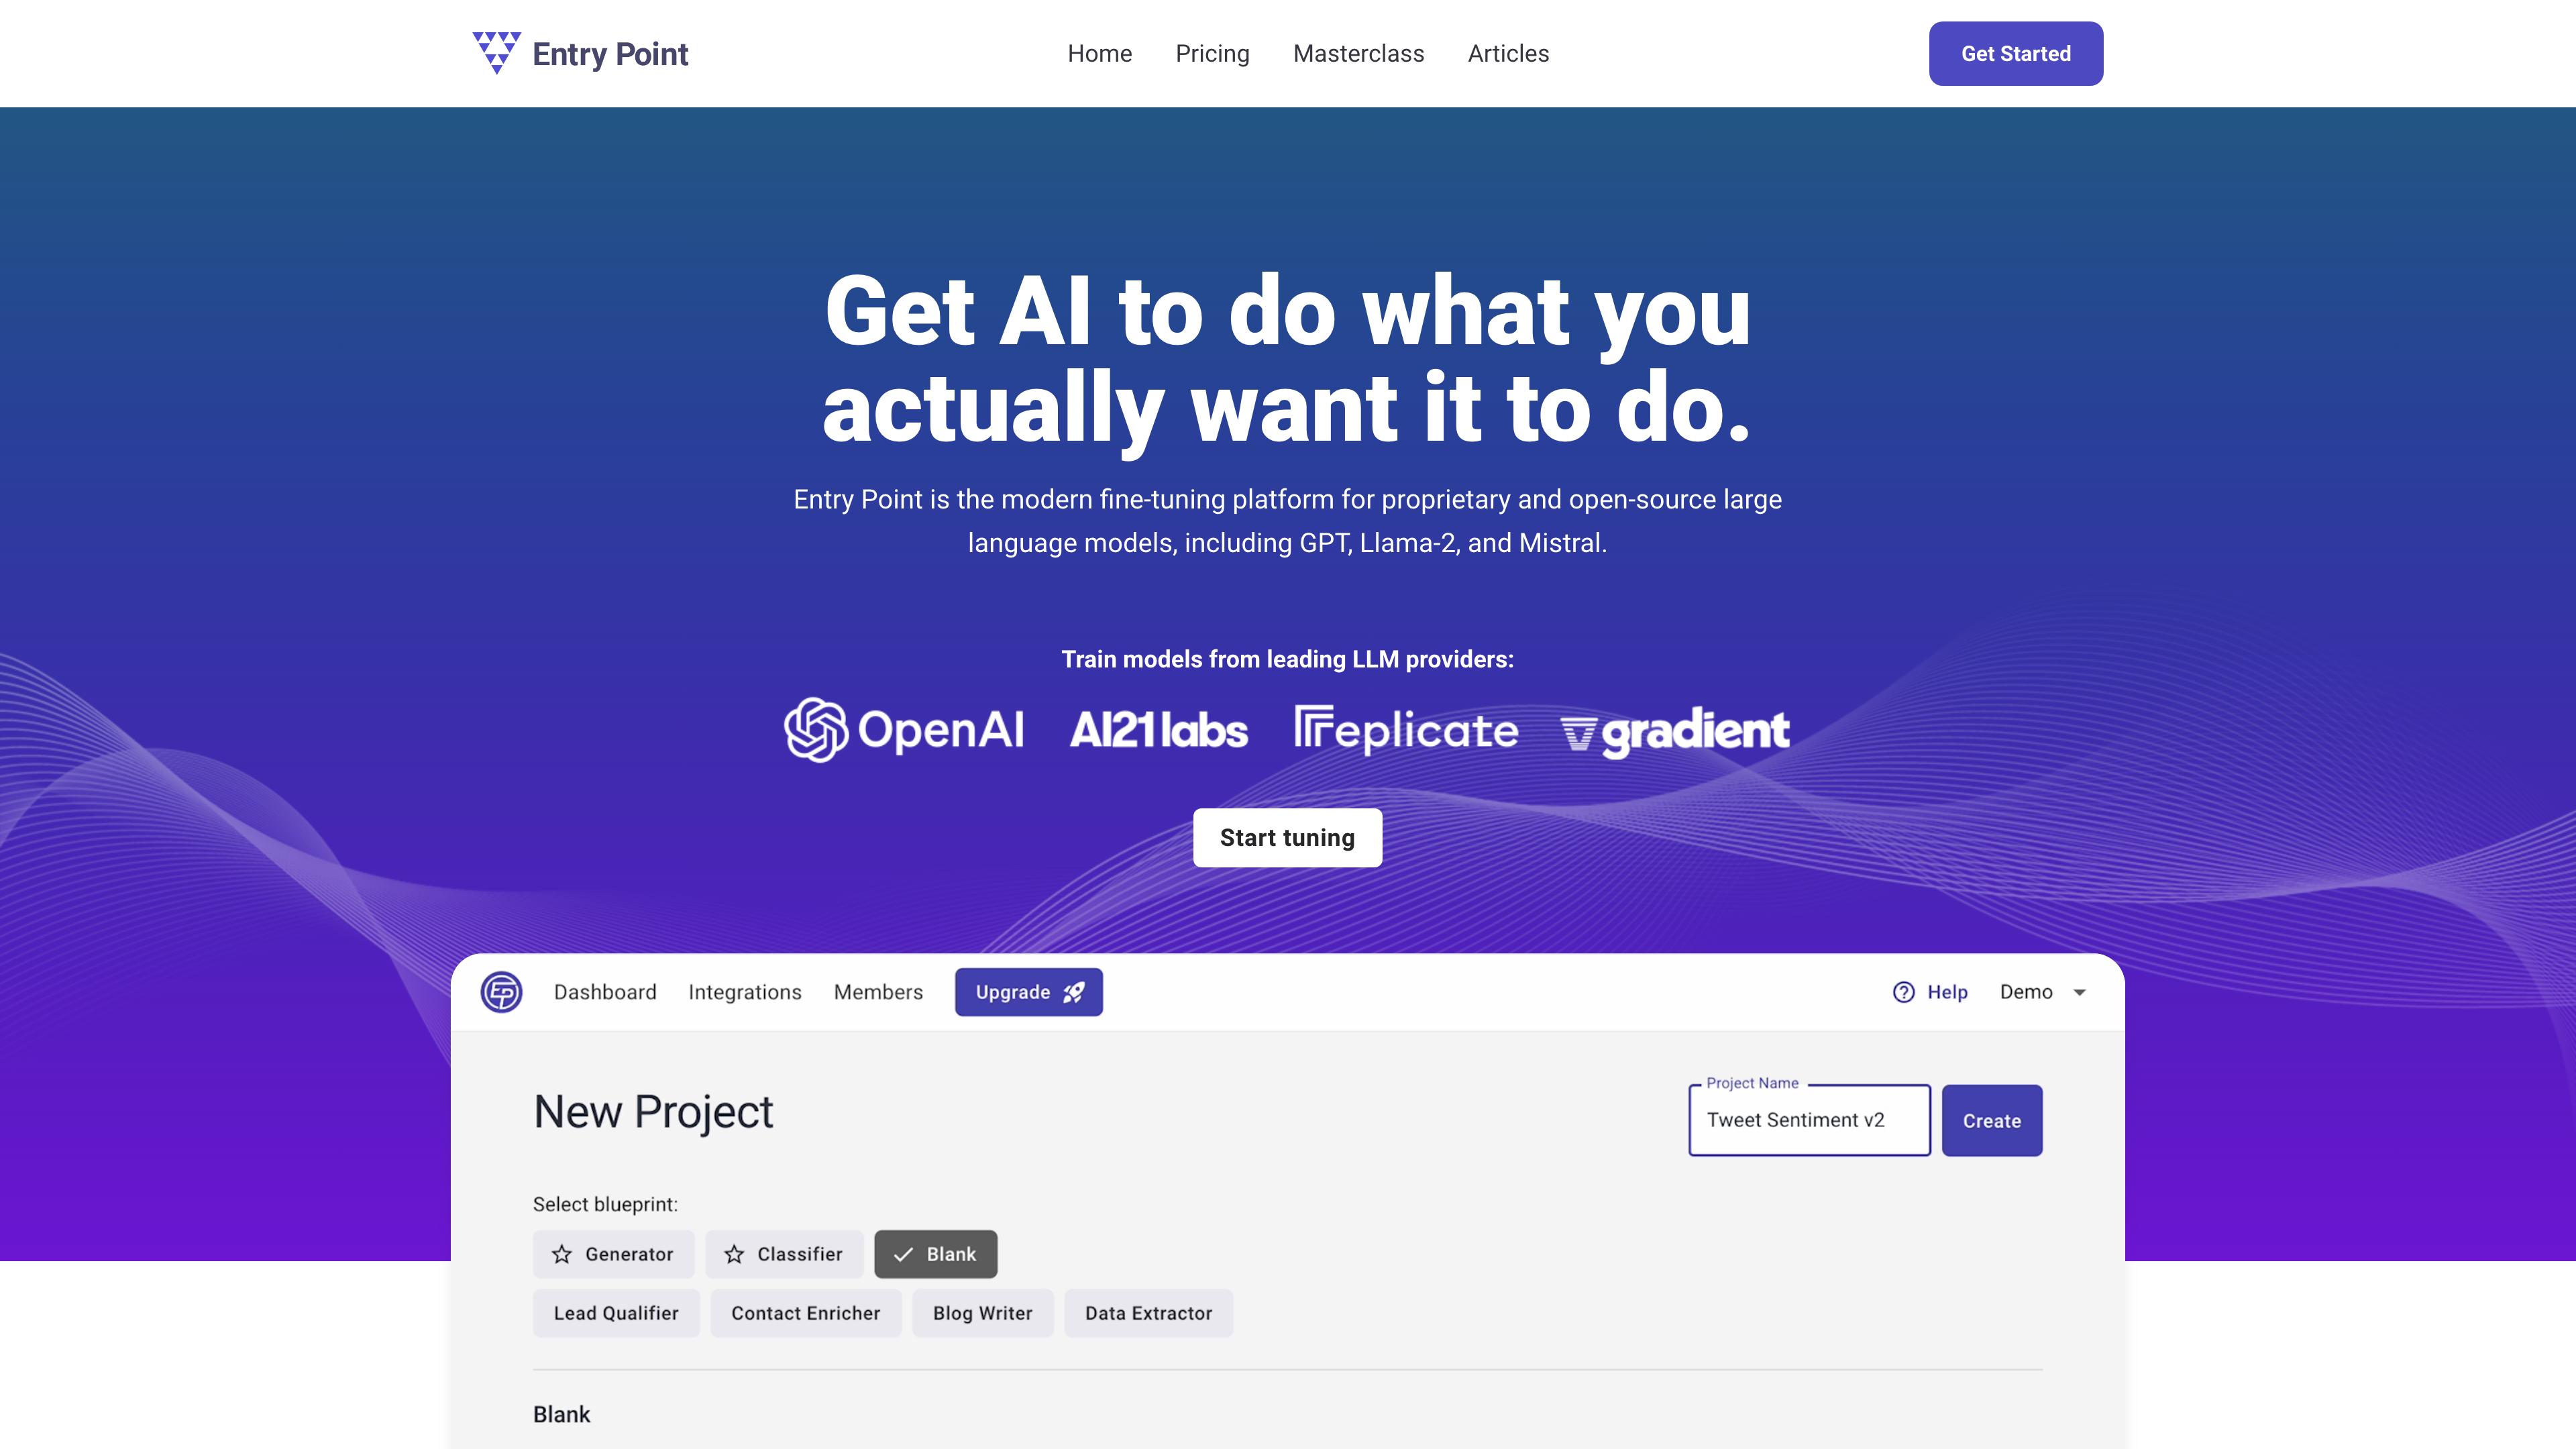 Entry Point
Home Pricing Masterclass Articles
Get Started
Get AI to do what you
actually want it to do.
Entry Point is the modern fine-tuning platform for proprietary and open-source large
language models, including GPT, Llama-2, and Mistral.
Train models from leading LLM providers:
OpenAI AI21labs Replicate gradient
Start tuning
EP Dashboard Integrations Members Upgrade Help Demo
New Project
Project Name
Tweet Sentiment v2
Create
Select blueprint:
Generator Classifier Blank
Lead Qualifier Contact Enricher Blog Writer Data Extractor
Blank